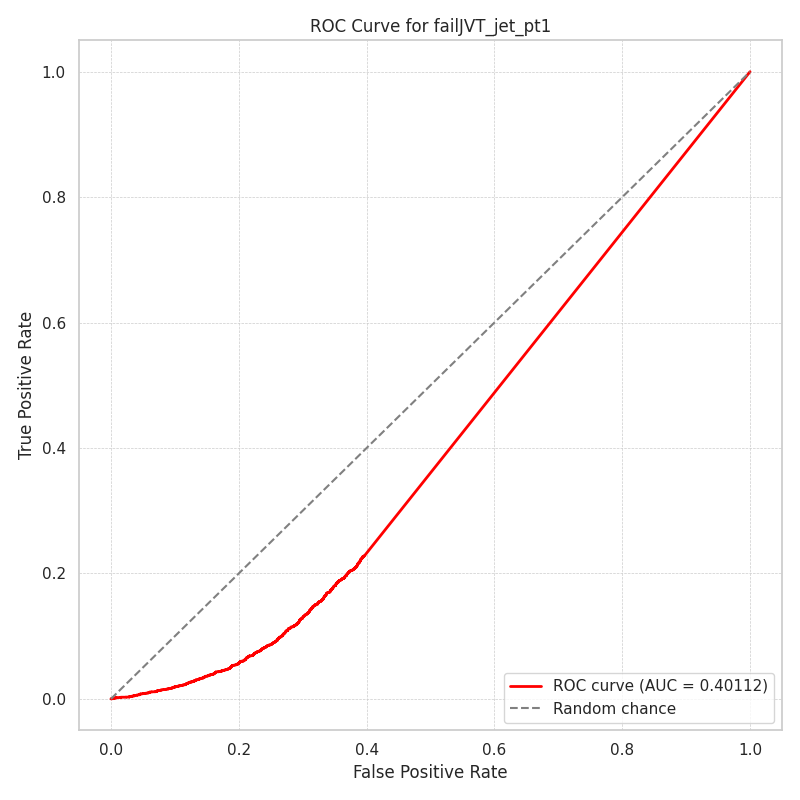 ROC Curve for failJVT_jet_pt1
True Positive Rate
1.0
0.8
0.6
0.4
0.2
0.0
0.0 0.2 0.4 0.6 0.8 1.0
False Positive Rate
ROC curve (AUC = 0.40112)
Random chance